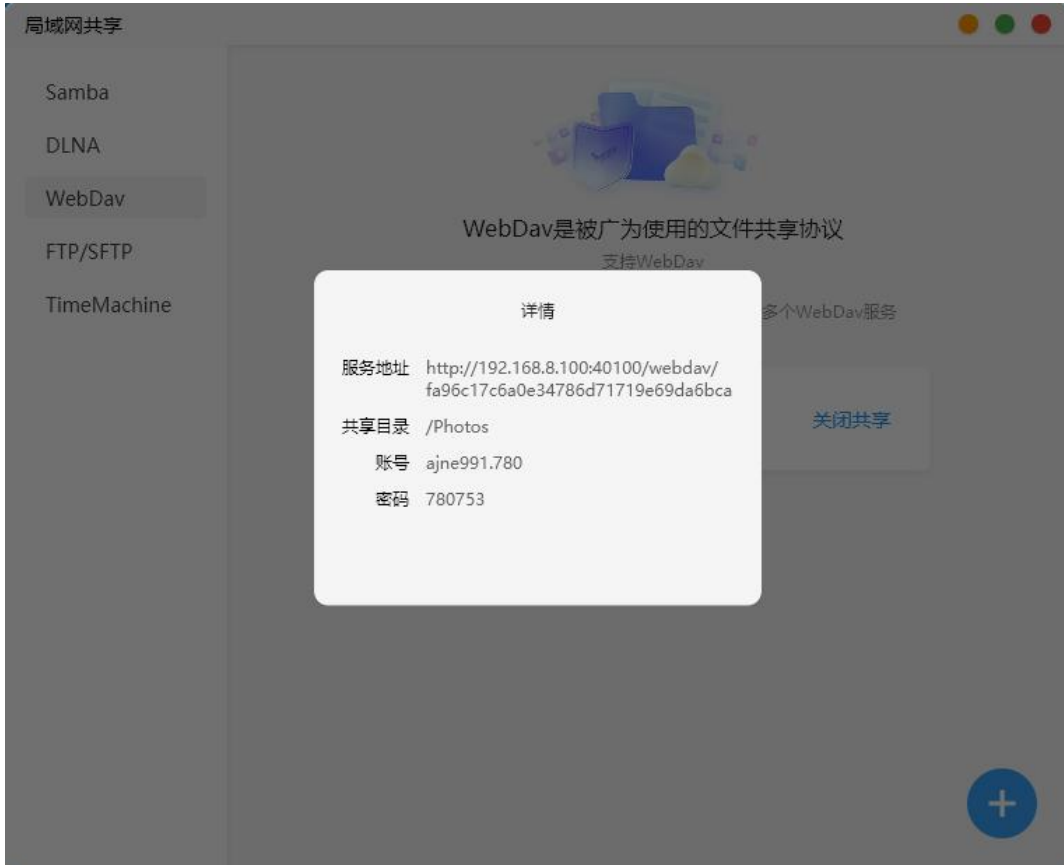 局域网共享
Samba
DLNA
WebDav
FTP/SFTP
TimeMachine
WebDav是被广为使用的文件共享协议
支持WebDav
多个WebDav服务
关闭共享
详情
服务地址 http://192.168.8.100:40100/webdav/
fa96c17c6a0e34786d71719e69da6bca
共享目录 /Photos
账号 ajne991.780
密码 780753